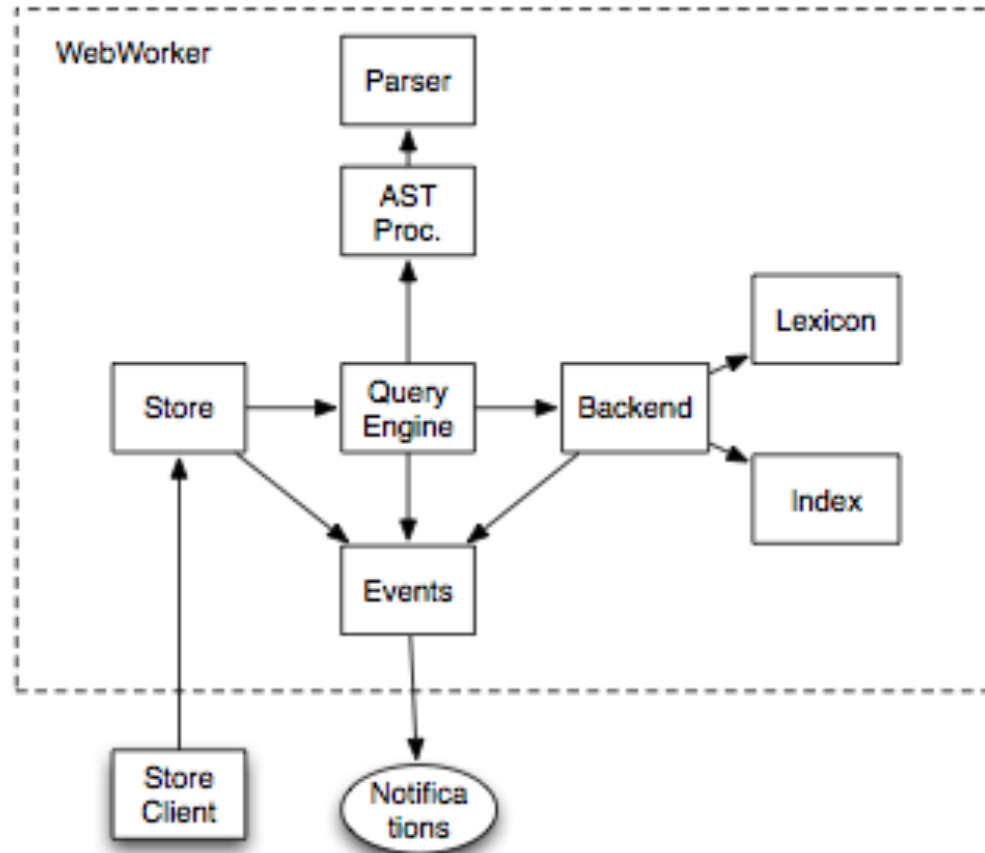 WebWorker
Parser
AST
Proc.
Lexicon
Store
Query
Engine
Backend
Index
Events
Store
Client
Notifica
tions